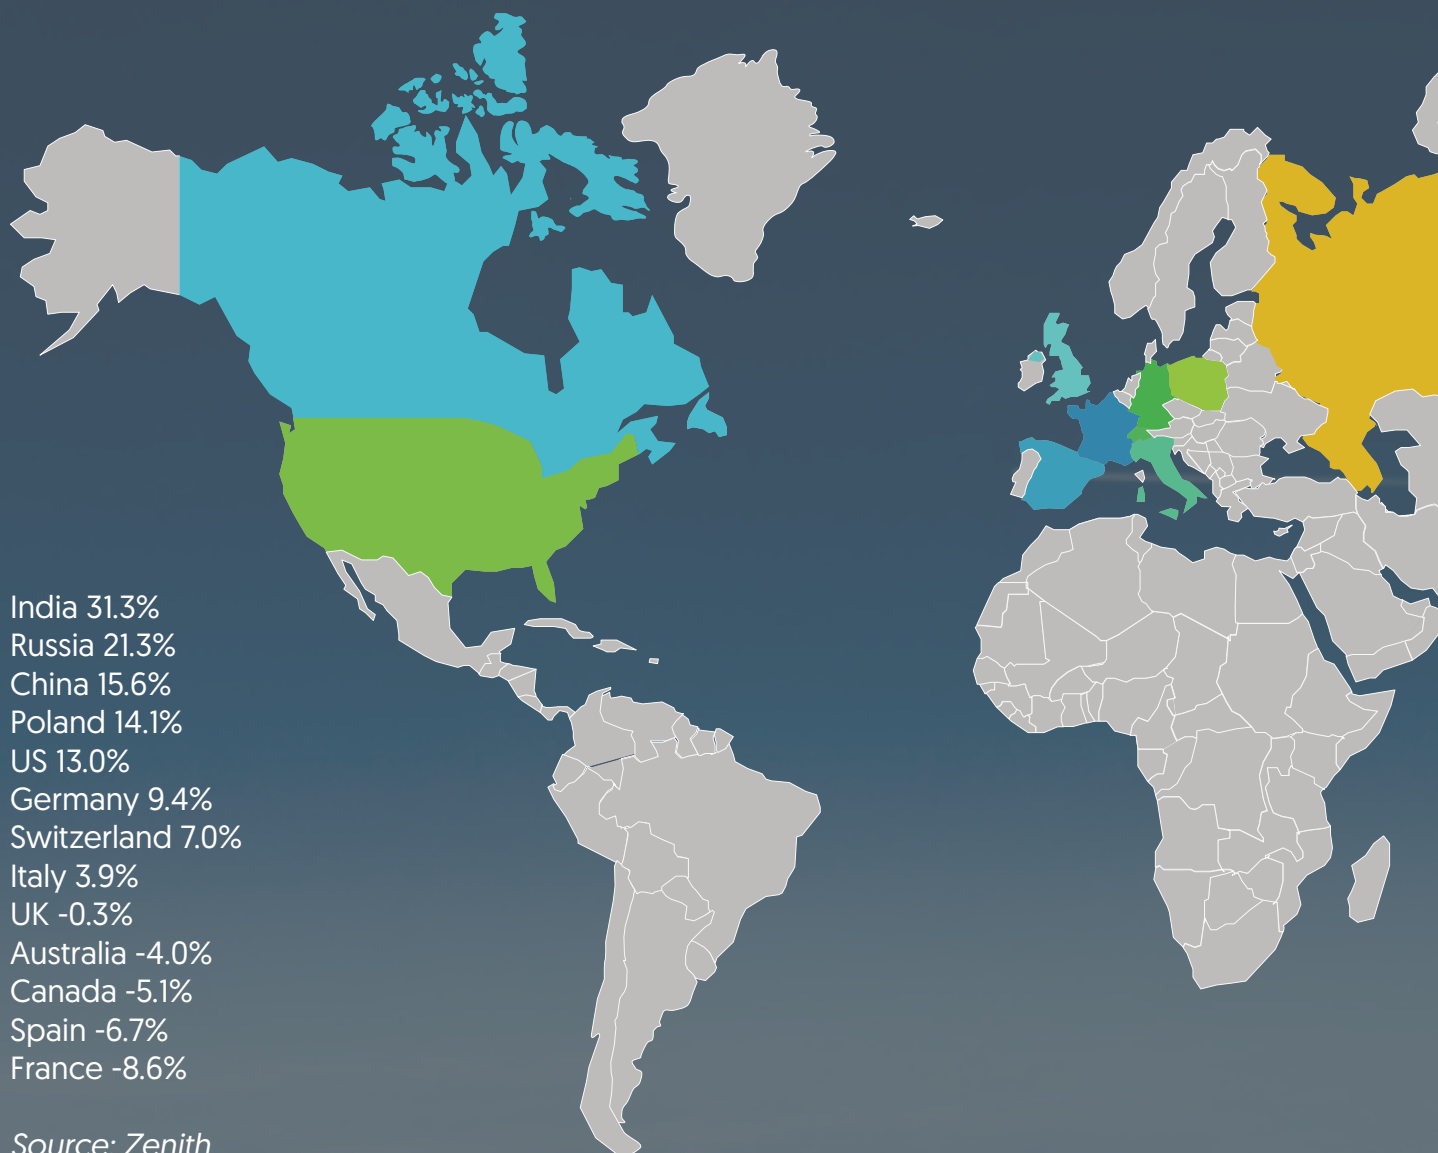 India 31.3%
Russia 21.3%
China 15.6%
Poland 14.1%
US 13.0%
Germany 9.4%
Switzerland 7.0%
Italy 3.9%
UK -0.3%
Australia -4.0%
Canada -5.1%
Spain -6.7%
France -8.6%
Source: Zenith